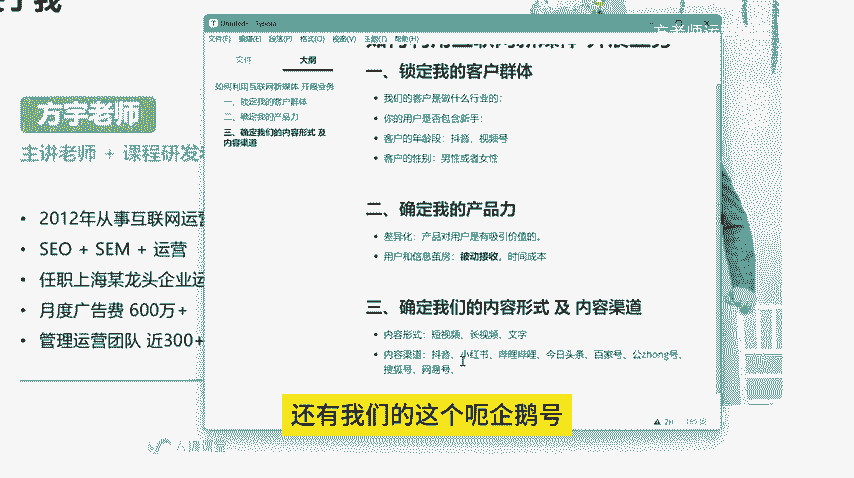 方宇老师
主讲老师 + 课程研发
2012年从事互联网运营
SEO + SEM + 运营
任职上海某龙头企业运
月度广告费 600万+
管理运营团队 近300+
文件(F) 编辑(E) 段落(P) 格式(O) 视图(V) 主题(T) 帮助(H)
文件 大纲
如何利用互联网新媒体 开展业务
一、锁定我的客户群体
二、确定我的产品力
三、确定我们的内容形式 及
内容渠道
一、锁定我的客户群体
我们的客户是做什么行业的:
你的用户是否包含新手:
客户的年龄段: 抖音、视频号
客户的性别: 男性或者女性
二、确定我的产品力
差异化: 产品对用户是有吸引价值的。
用户和信息茧房: 被动接收。时间成本
三、确定我们的内容形式 及 内容渠道
内容形式: 短视频、长视频、文字
内容渠道: 抖音、小红书、哔哩哔哩、今日头条、百家号、公zhong号、
搜狐号、网易号、
还有我们的这个呃企鹅号